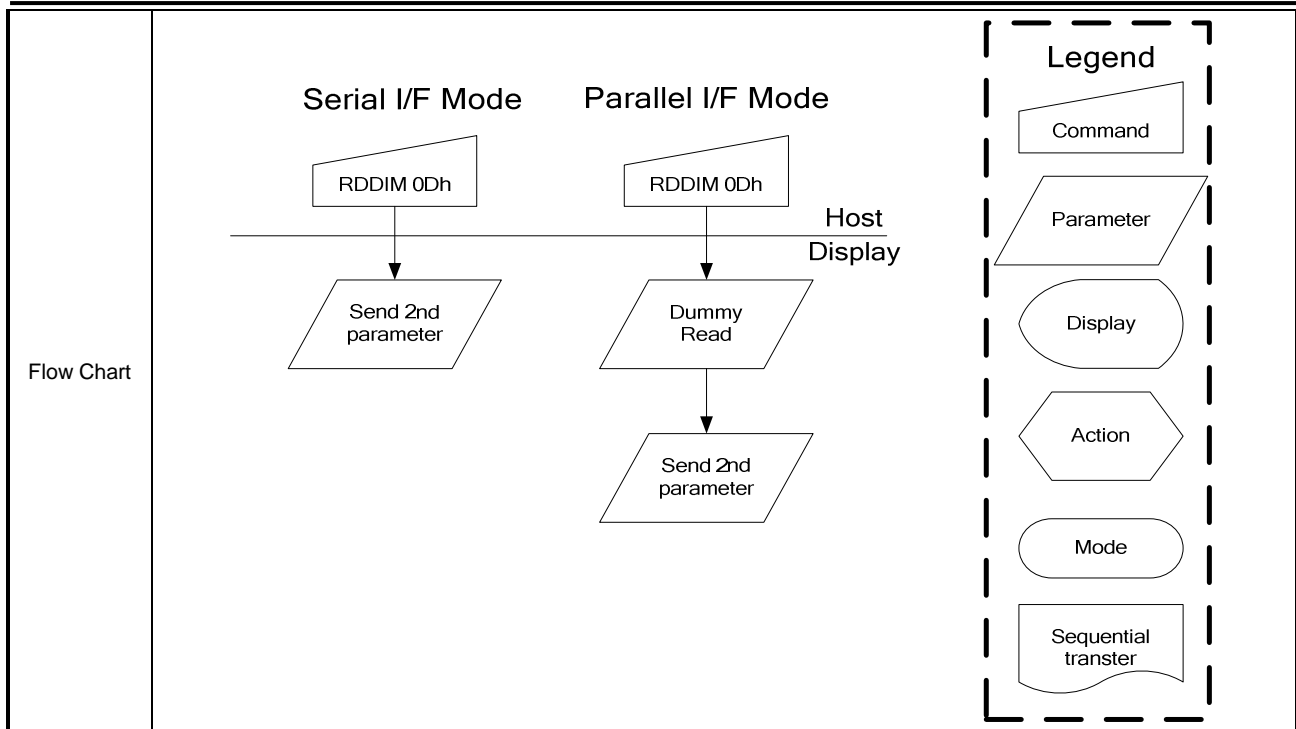 Flow Chart
Serial I/F Mode
RDDIM 0Dh
Send 2nd
parameter
Parallel I/F Mode
RDDIM 0Dh
Host
Display
Dummy
Read
Send 2nd
parameter
Legend
Command
Parameter
Display
Action
Mode
Sequential
transter